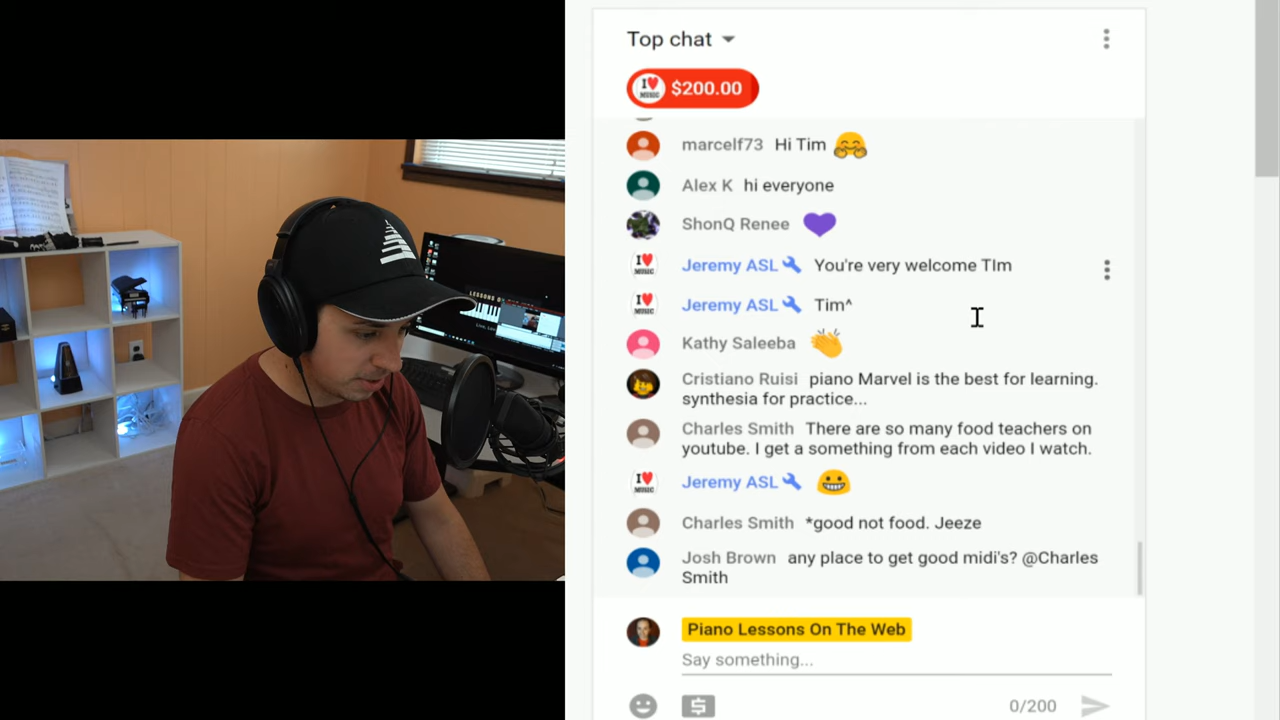 Top chat
I ♥ MUSIC $200.00
marcelf73 Hi Tim 🤗
Alex K hi everyone
ShonQ Renee 💜
Jeremy ASL You're very welcome TIm
Jeremy ASL Tim^
Kathy Saleeba 👏
Cristiano Ruisi piano Marvel is the best for learning.
synthesia for practice...
Charles Smith There are so many food teachers on
youtube. I get a something from each video I watch.
Jeremy ASL 😀
Charles Smith *good not food. Jeeze
Josh Brown any place to get good midi's? @Charles
Smith
Piano Lessons On The Web
Say something...
0/200
LESSONS ON